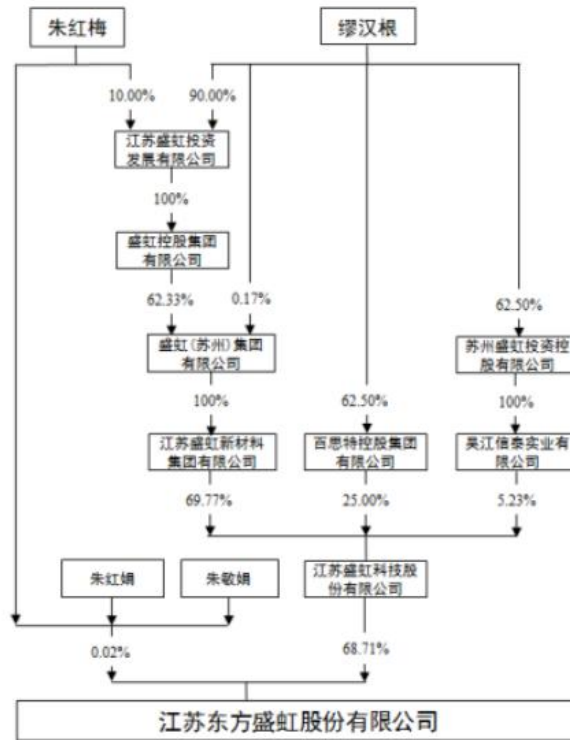 朱红梅
缪汉根
10.00%
90.00%
江苏盛虹投资
发展有限公司
100%
盛虹控股集团
有限公司
62.33%
0.17%
62.50%
盛虹(苏州)集团
有限公司
苏州盛虹投资控
股有限公司
100%
62.50%
100%
江苏盛虹新材料
集团有限公司
百思特控股集团
有限公司
吴江信泰实业有
限公司
69.77%
25.00%
5.23%
朱红娟
朱敏娟
江苏盛虹科技股
份有限公司
0.02%
68.71%
江苏东方盛虹股份有限公司